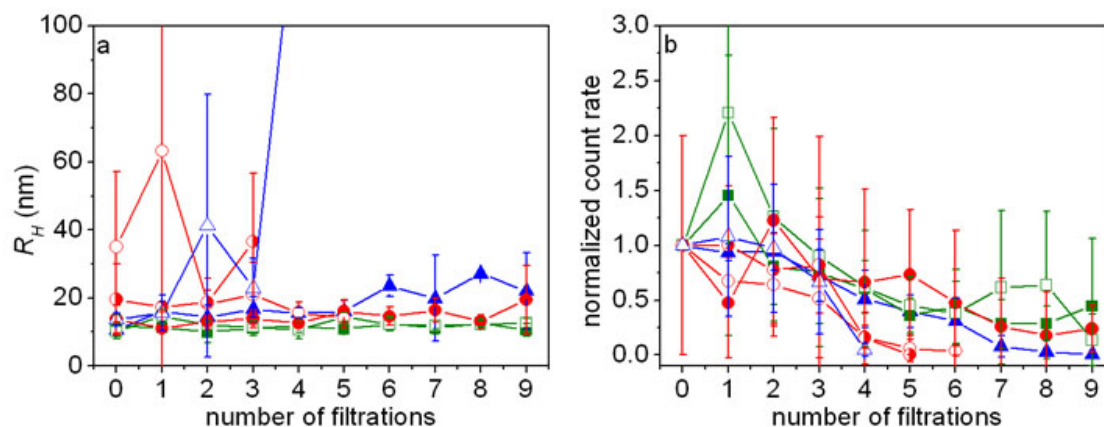 a
R_H (nm)
100
80
60
40
20
0
0 1 2 3 4 5 6 7 8 9
number of filtrations
b
normalized count rate
3.0
2.5
2.0
1.5
1.0
0.5
0.0
0 1 2 3 4 5 6 7 8 9
number of filtrations